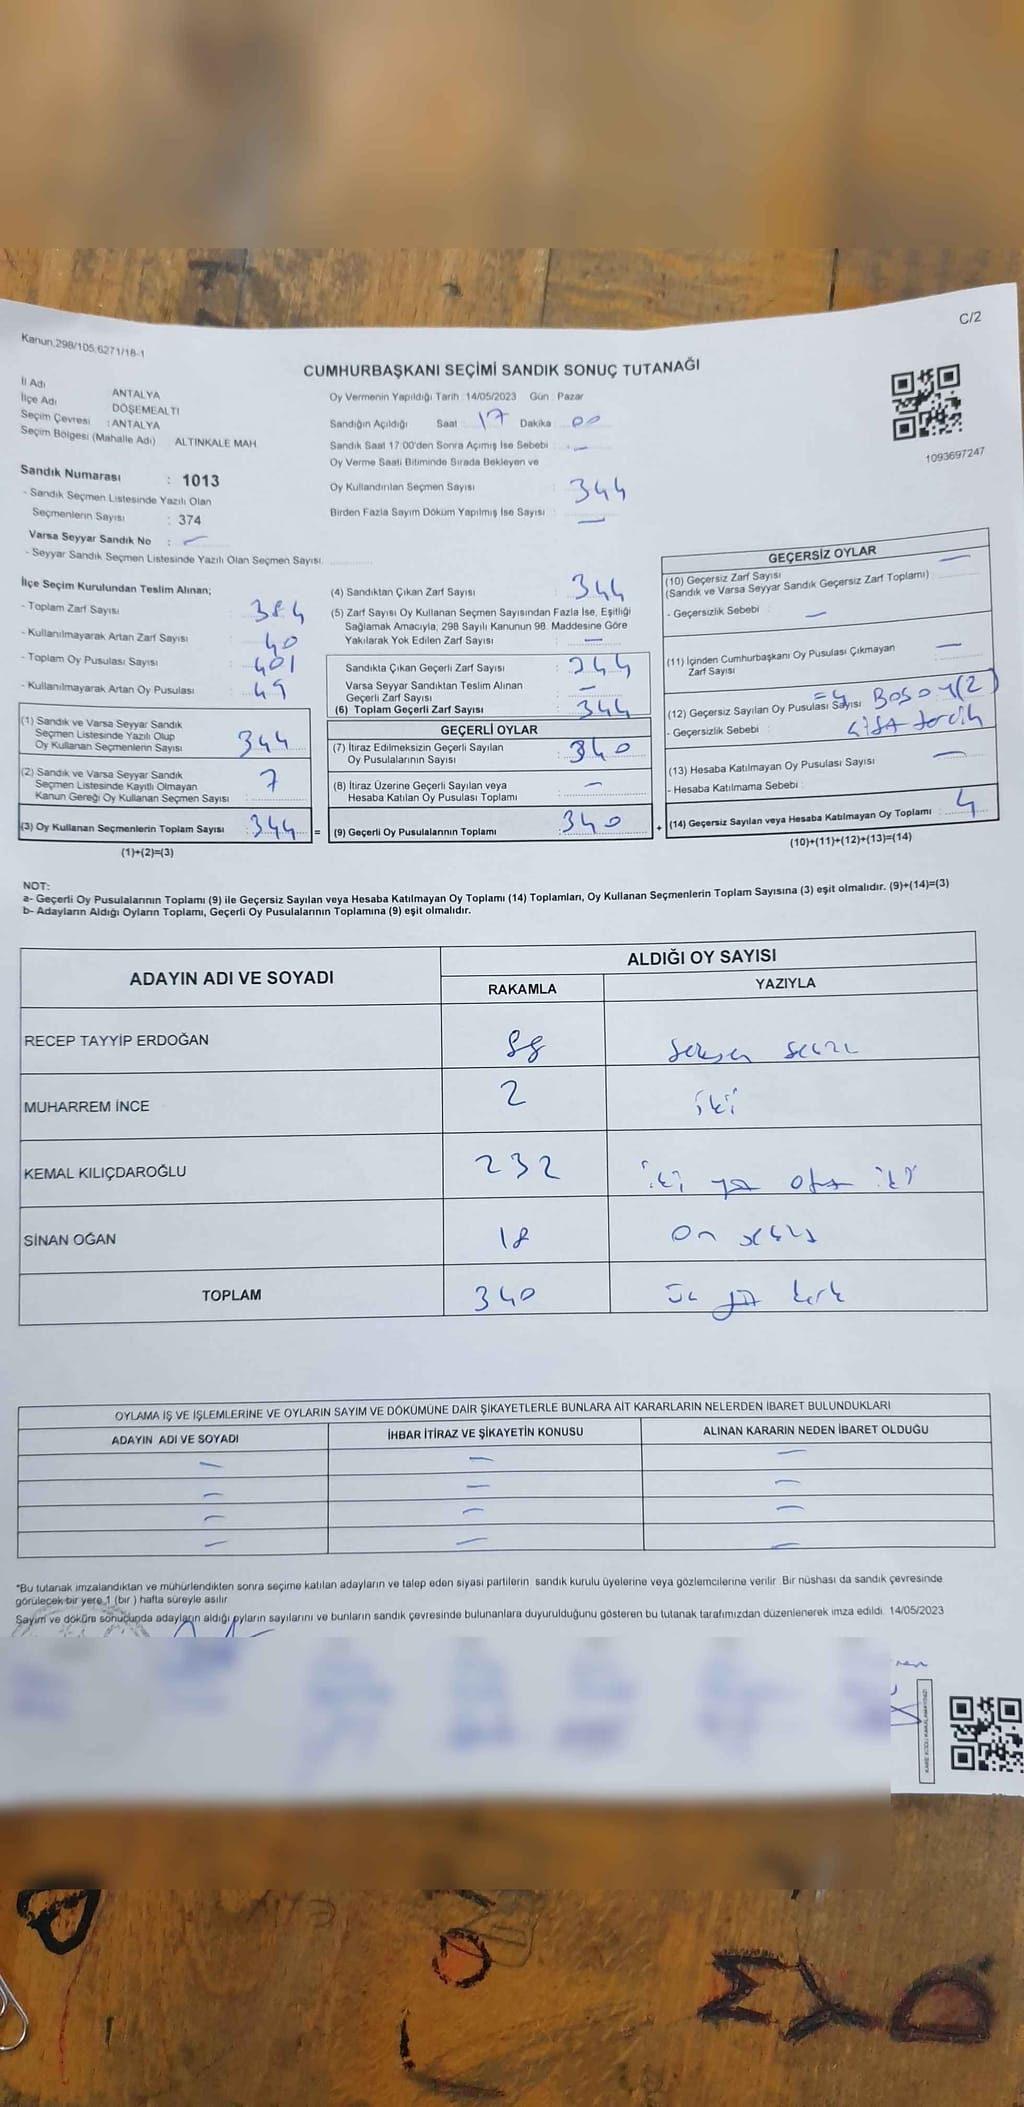 C/2
Kanun:298/105,6271/18-1
CUMHURBAŞKANI SEÇİMİ SANDIK SONUÇ TUTANAĞI
1093697247
İl Adı ANTALYA
İlçe Adı DÖŞEMEALTI
Seçim Çevresi : ANTALYA
Seçim Bölgesi (Mahalle Adı) ALTINKALE MAH.
Sandık Numarası : 1013
- Sandık Seçmen Listesinde Yazılı Olan
Seçmenlerin Sayısı : 374
Varsa Seyyar Sandık No : —
- Seyyar Sandık Seçmen Listesinde Yazılı Olan Seçmen Sayısı
Oy Vermenin Yapıldığı Tarih :14/05/2023 Gün : Pazar
Sandığın Açıldığı Saat 17 Dakika 00
Sandık Saat 17:00'den Sonra Açımış İse Sebebi : —
Oy Verme Saati Bitiminde Sırada Bekleyen ve
Oy Kullandırılan Seçmen Sayısı : 344
Birden Fazla Sayım Döküm Yapılmış İse Sayısı : —
İlçe Seçim Kurulundan Teslim Alınan;
- Toplam Zarf Sayısı : 384
- Kullanılmayarak Artan Zarf Sayısı : 40
- Toplam Oy Pusulası Sayısı : 401
- Kullanılmayarak Artan Oy Pusulası : 49
(1) Sandık ve Varsa Seyyar Sandık
Seçmen Listesinde Yazılı Olup
Oy Kullanan Seçmenlerin Sayısı 344
(2) Sandık ve Varsa Seyyar Sandık
Seçmen Listesinde Kayıtlı Olmayan
Kanun Gereği Oy Kullanan Seçmen Sayısı 7
(3) Oy Kullanan Seçmenlerin Toplam Sayısı : 344 =
(1)+(2)=(3)
(4) Sandıktan Çıkan Zarf Sayısı : 344
(5) Zarf Sayısı Oy Kullanan Seçmen Sayısından Fazla İse, Eşitliği
Sağlamak Amacıyla, 298 Sayılı Kanunun 98. Maddesine Göre
Yakılarak Yok Edilen Zarf Sayısı : —
Sandıkta Çıkan Geçerli Zarf Sayısı : 244
Varsa Seyyar Sandıktan Teslim Alınan
Geçerli Zarf Sayısı : —
(6) Toplam Geçerli Zarf Sayısı : 344
GEÇERLİ OYLAR
(7) İtiraz Edilmeksizin Geçerli Sayılan
Oy Pusulalarının Sayısı : 340
(8) İtiraz Üzerine Geçerli Sayılan veya
Hesaba Katılan Oy Pusulası Toplamı : —
(9) Geçerli Oy Pusulalarının Toplamı : 340 +
GEÇERSİZ OYLAR
(10) Geçersiz Zarf Sayısı —
(Sandık ve Varsa Seyyar Sandık Geçersiz Zarf Toplamı)
- Geçersizlik Sebebi : —
(11) İçinden Cumhurbaşkanı Oy Pusulası Çıkmayan
Zarf Sayısı —
(12) Geçersiz Sayılan Oy Pusulası Sayısı =4
- Geçersizlik Sebebi :
(13) Hesaba Katılmayan Oy Pusulası Sayısı —
- Hesaba Katılmama Sebebi :
(14) Geçersiz Sayılan veya Hesaba Katılmayan Oy Toplamı : 4
(10)+(11)+(12)+(13)=(14)
NOT:
a- Geçerli Oy Pusulalarının Toplamı (9) ile Geçersiz Sayılan veya Hesaba Katılmayan Oy Toplamı (14) Toplamları, Oy Kullanan Seçmenlerin Toplam Sayısına (3) eşit olmalıdır. (9)+(14)=(3)
b- Adayların Aldığı Oyların Toplamı, Geçerli Oy Pusulalarının Toplamına (9) eşit olmalıdır.
ADAYIN ADI VE SOYADI ALDIĞI OY SAYISI
RAKAMLA YAZIYLA
RECEP TAYYİP ERDOĞAN 88 seksen sekiz
MUHARREM İNCE 2 iki
KEMAL KILIÇDAROĞLU 232 iki yüz otuz iki
SİNAN OĞAN 18 On sekiz
TOPLAM 340 üç yüz kırk
OYLAMA İŞ VE İŞLEMLERİNE VE OYLARIN SAYIM VE DÖKÜMÜNE DAİR ŞİKAYETLERLE BUNLARA AİT KARARLARIN NELERDEN İBARET BULUNDUKLARI
ADAYIN ADI VE SOYADI İHBAR İTİRAZ VE ŞİKAYETİN KONUSU ALINAN KARARIN NEDEN İBARET OLDUĞU
— — —
— — —
— — —
— — —
*Bu tutanak imzalandıktan ve mühürlendikten sonra seçime katılan adayların ve talep eden siyasi partilerin sandık kurulu üyelerine veya gözlemcilerine verilir. Bir nüshası da sandık çevresinde
görülecek bir yere 1 (bir ) hafta süreyle asılır.
Sayım ve döküm sonucunda adayların aldığı oyların sayılarını ve bunların sandık çevresinde bulunanlara duyurulduğunu gösteren bu tutanak tarafımızdan düzenlenerek imza edildi. 14/05/2023